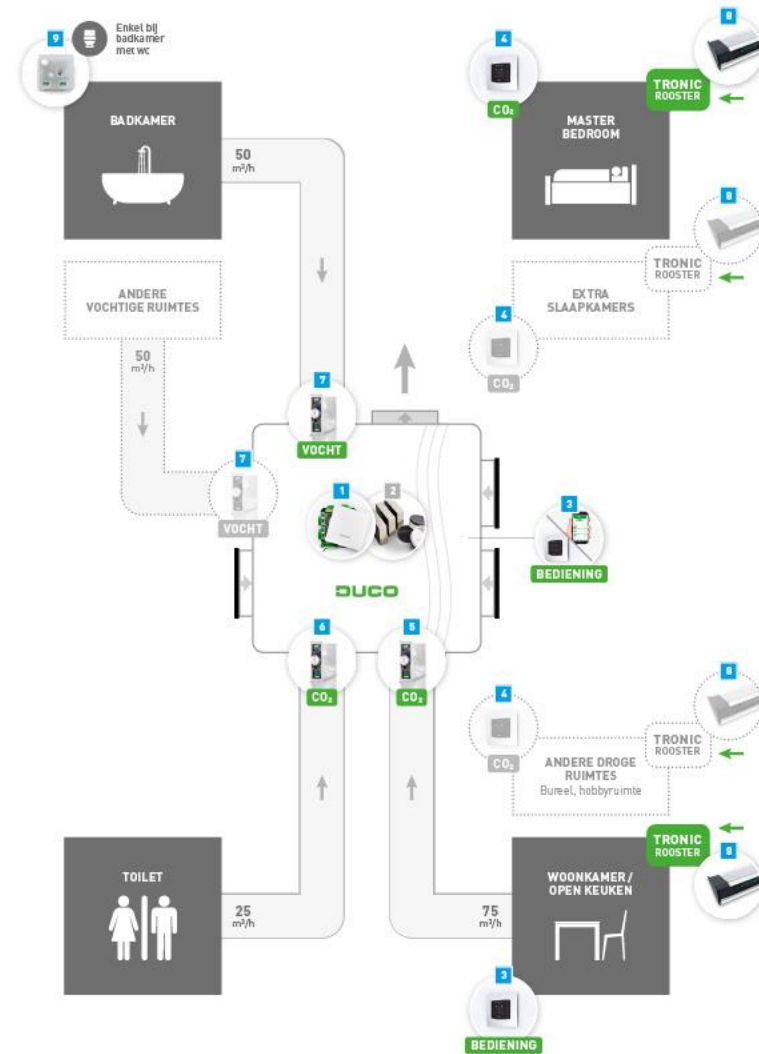 9
Enkel bij
badkamer
met wc
BADKAMER
50
m³/h
4
CO₂
MASTER
BEDROOM
8
TRONIC
ROOSTER
ANDERE
VOCHTIGE RUIMTES
50
m³/h
8
TRONIC
ROOSTER
EXTRA
SLAAPKAMERS
4
CO₂
7
VOCHT
7
VOCHT
1
2
DUCO
3
BEDIENING
6
CO₂
5
CO₂
4
CO₂
8
TRONIC
ROOSTER
ANDERE DROGE
RUIMTES
Bureel, hobbyruimte
TOILET
25
m³/h
75
m³/h
TRONIC
ROOSTER
8
WOONKAMER /
OPEN KEUKEN
3
BEDIENING